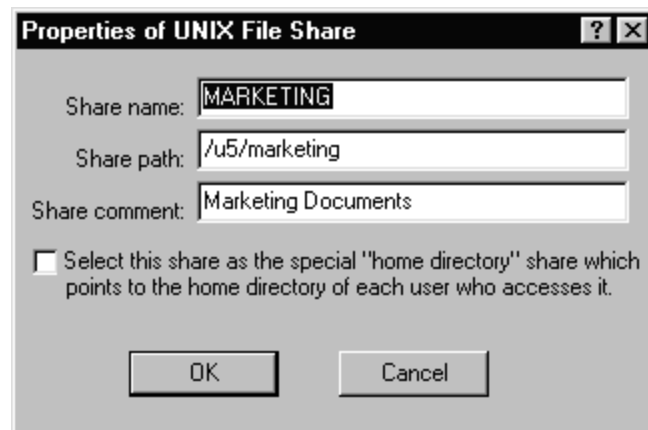 Properties of UNIX File Share
Share name: MARKETING
Share path: /u5/marketing
Share comment: Marketing Documents
Select this share as the special "home directory" share which
points to the home directory of each user who accesses it.
OK Cancel